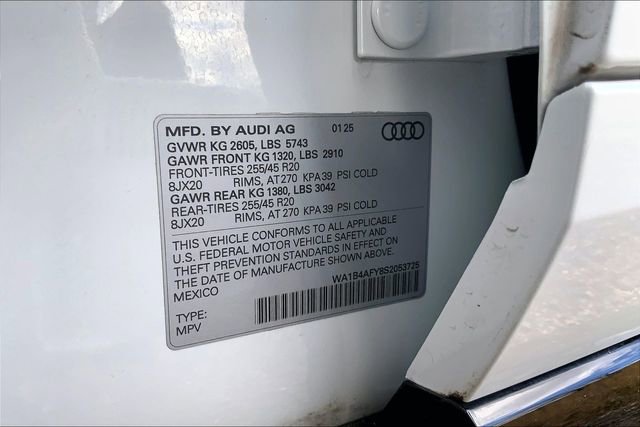 MFD. BY AUDI AG 01 25
GVWR KG 2605, LBS 5743
GAWR FRONT KG 1320, LBS 2910
FRONT-TIRES 255/45 R20
8JX20 RIMS, AT 270 KPA 39 PSI COLD
GAWR REAR KG 1380, LBS 3042
REAR-TIRES 255/45 R20
8JX20 RIMS, AT 270 KPA 39 PSI COLD
THIS VEHICLE CONFORMS TO ALL APPLICABLE
U.S. FEDERAL MOTOR VEHICLE SAFETY AND
THEFT PREVENTION STANDARDS IN EFFECT ON
THE DATE OF MANUFACTURE SHOWN ABOVE.
MEXICO WA1B4AFY8S2053725
TYPE:
MPV